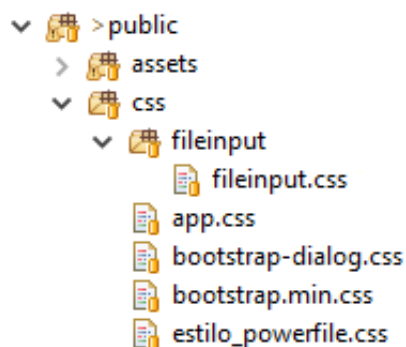 >public
assets
css
fileinput
fileinput.css
app.css
bootstrap-dialog.css
bootstrap.min.css
estilo_powerfile.css